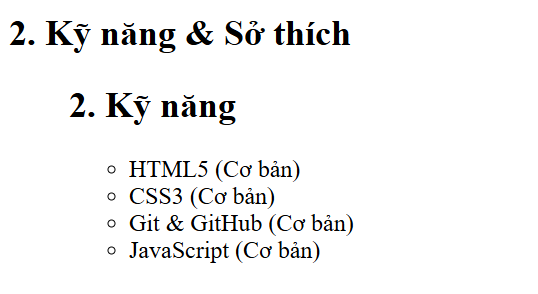 2. Kỹ năng & Sở thích
2. Kỹ năng
HTML5 (Cơ bản)
CSS3 (Cơ bản)
Git & GitHub (Cơ bản)
JavaScript (Cơ bản)